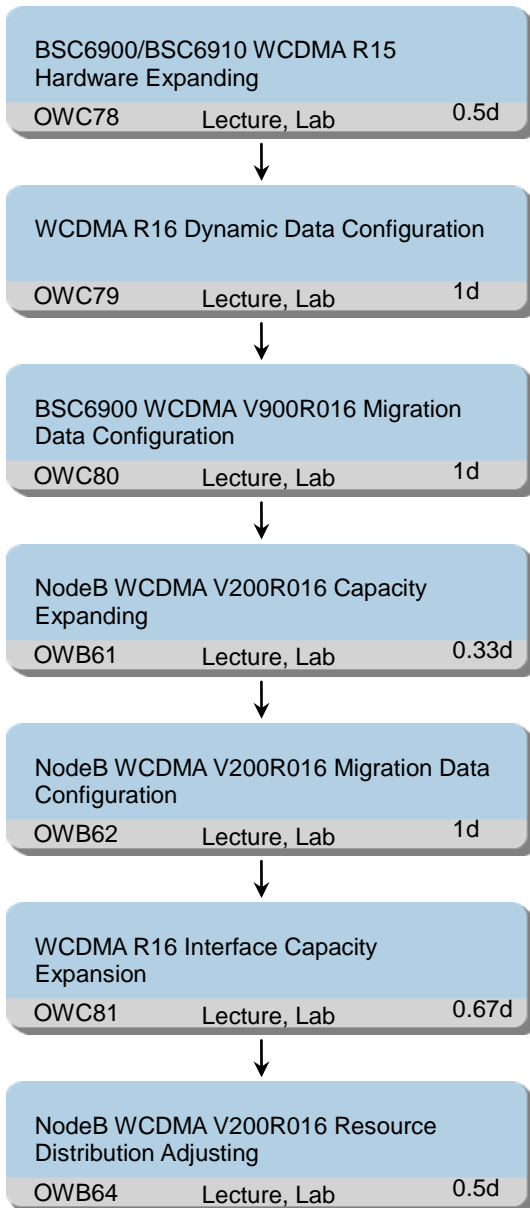 BSC6900/BSC6910 WCDMA R15
Hardware Expanding
OWC78 Lecture, Lab 0.5d
WCDMA R16 Dynamic Data Configuration
OWC79 Lecture, Lab 1d
BSC6900 WCDMA V900R016 Migration
Data Configuration
OWC80 Lecture, Lab 1d
NodeB WCDMA V200R016 Capacity
Expanding
OWB61 Lecture, Lab 0.33d
NodeB WCDMA V200R016 Migration Data
Configuration
OWB62 Lecture, Lab 1d
WCDMA R16 Interface Capacity
Expansion
OWC81 Lecture, Lab 0.67d
NodeB WCDMA V200R016 Resource
Distribution Adjusting
OWB64 Lecture, Lab 0.5d